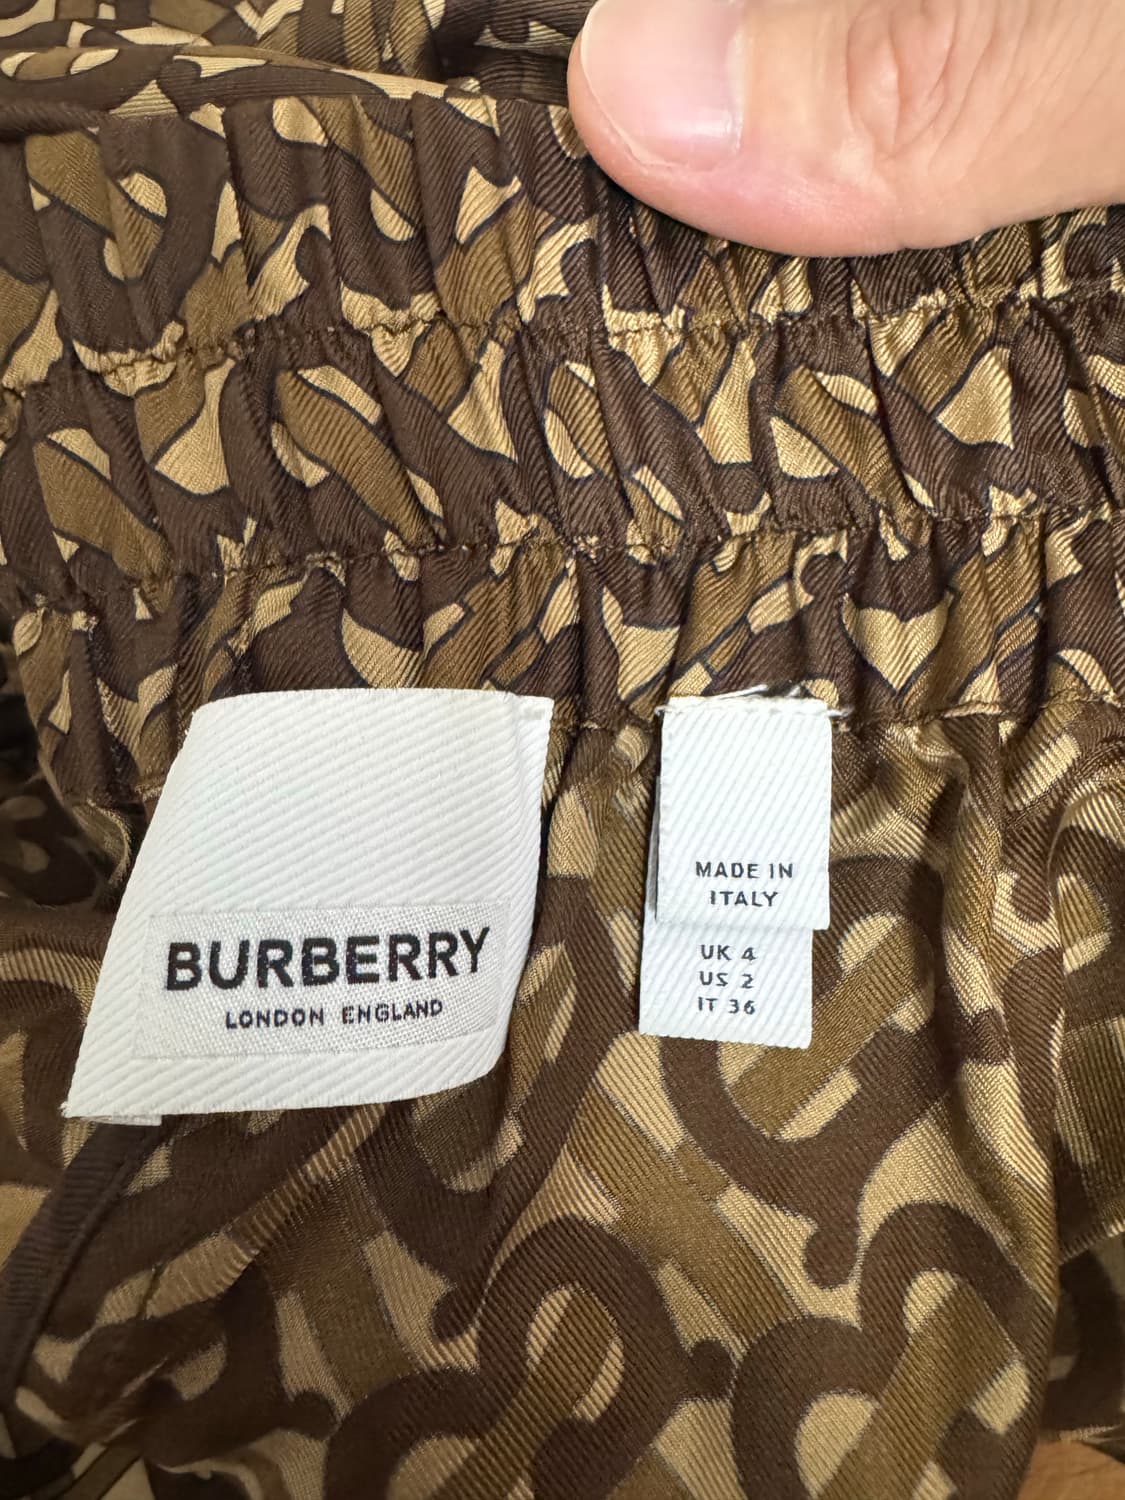 BURBERRY
LONDON ENGLAND
MADE IN
ITALY
UK 4
US 2
IT 36